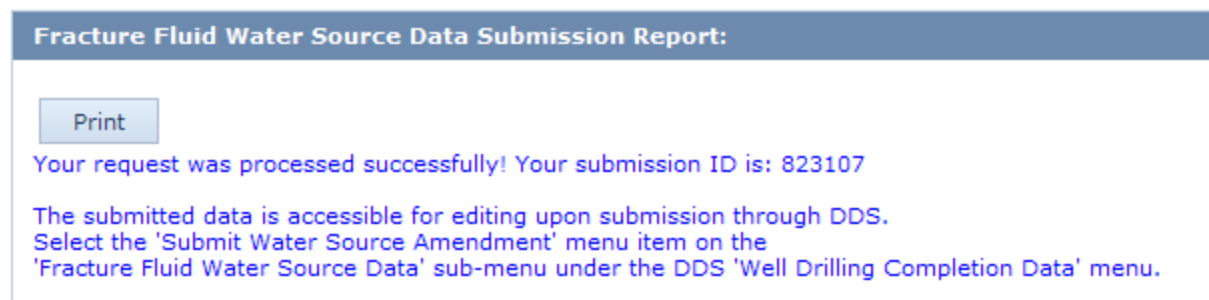 Fracture Fluid Water Source Data Submission Report:
Print
Your request was processed successfully! Your submission ID is: 823107
The submitted data is accessible for editing upon submission through DDS.
Select the 'Submit Water Source Amendment' menu item on the
'Fracture Fluid Water Source Data' sub-menu under the DDS 'Well Drilling Completion Data' menu.